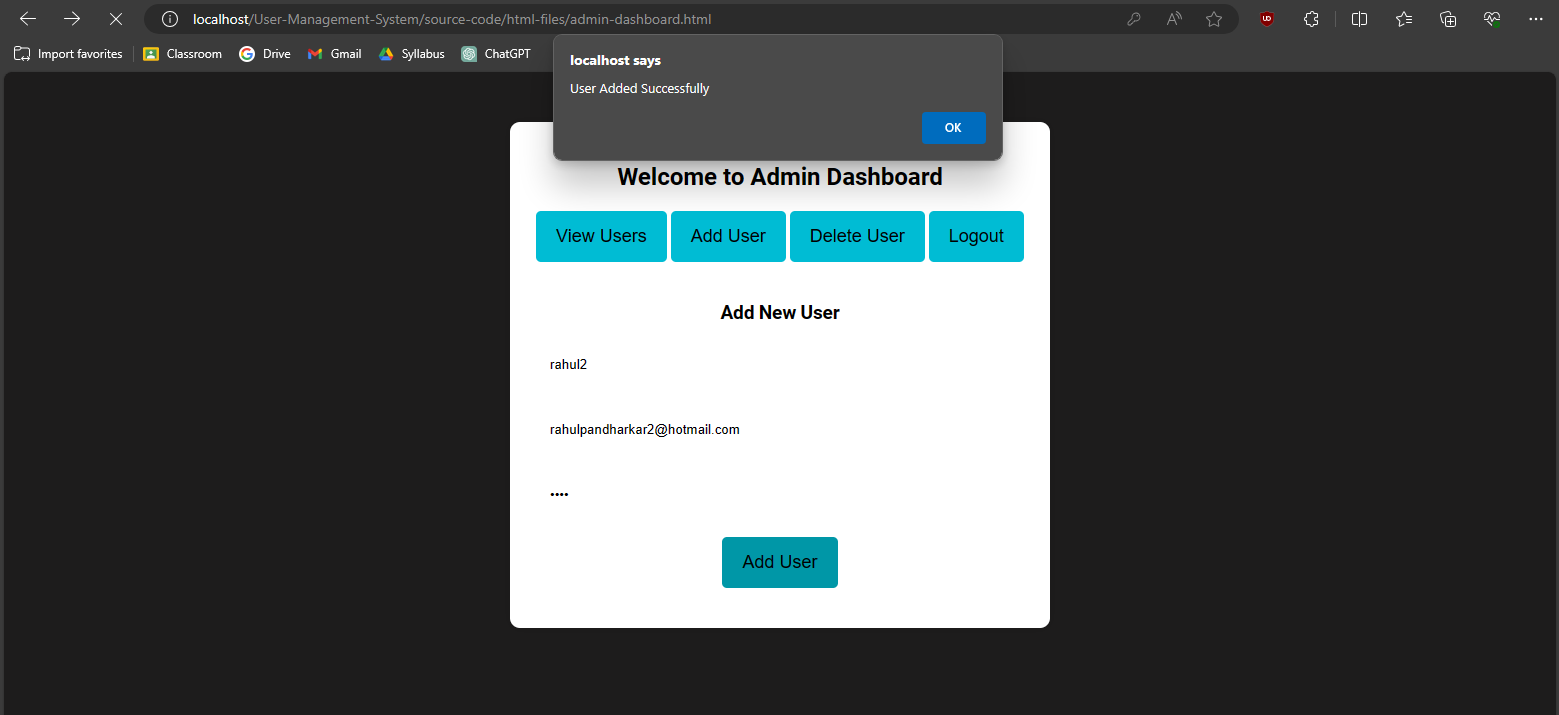 localhost/User-Management-System/source-code/html-files/admin-dashboard.html
Import favorites Classroom Drive Gmail Syllabus ChatGPT
localhost says
User Added Successfully
OK
Welcome to Admin Dashboard
View Users Add User Delete User Logout
Add New User
rahul2
rahulpandharkar2@hotmail.com
••••
Add User